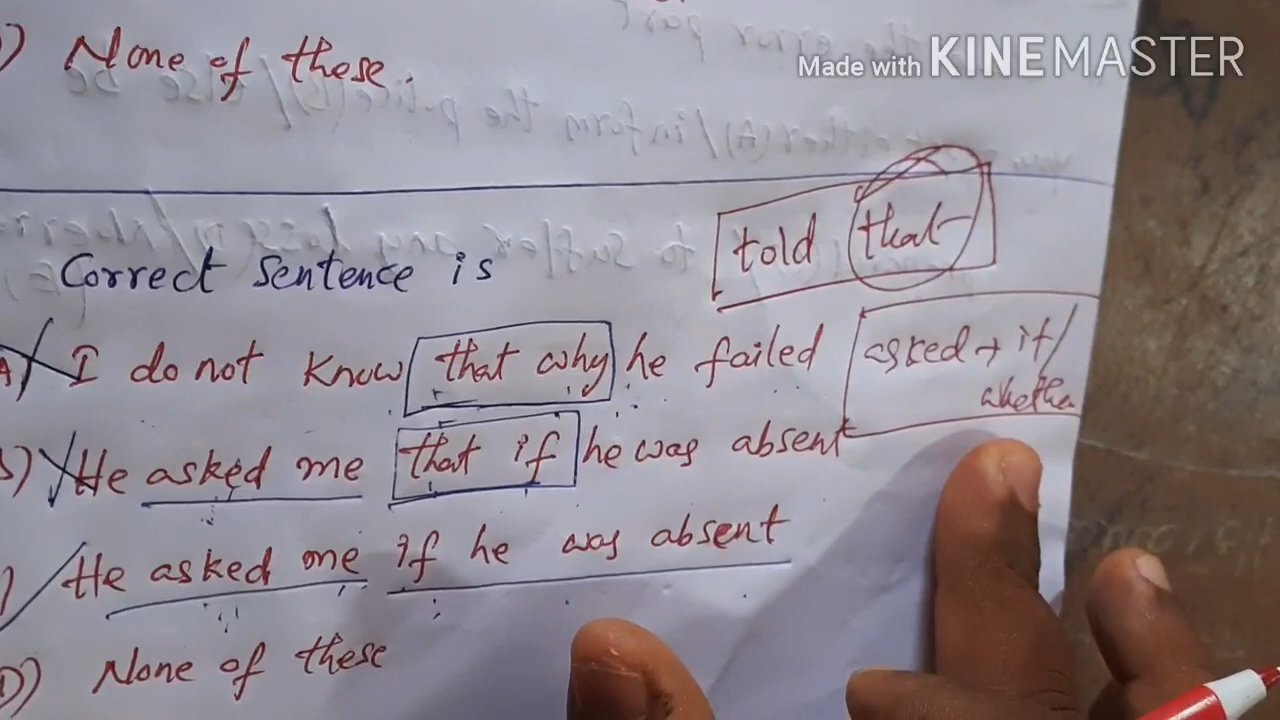 ) None of these.
Made with KINEMASTER
told that
Correct sentence is
A) I do not know that why he failed
asked → if/
whether
B) He asked me that if he was absent
) He asked me if he was absent
D) None of these